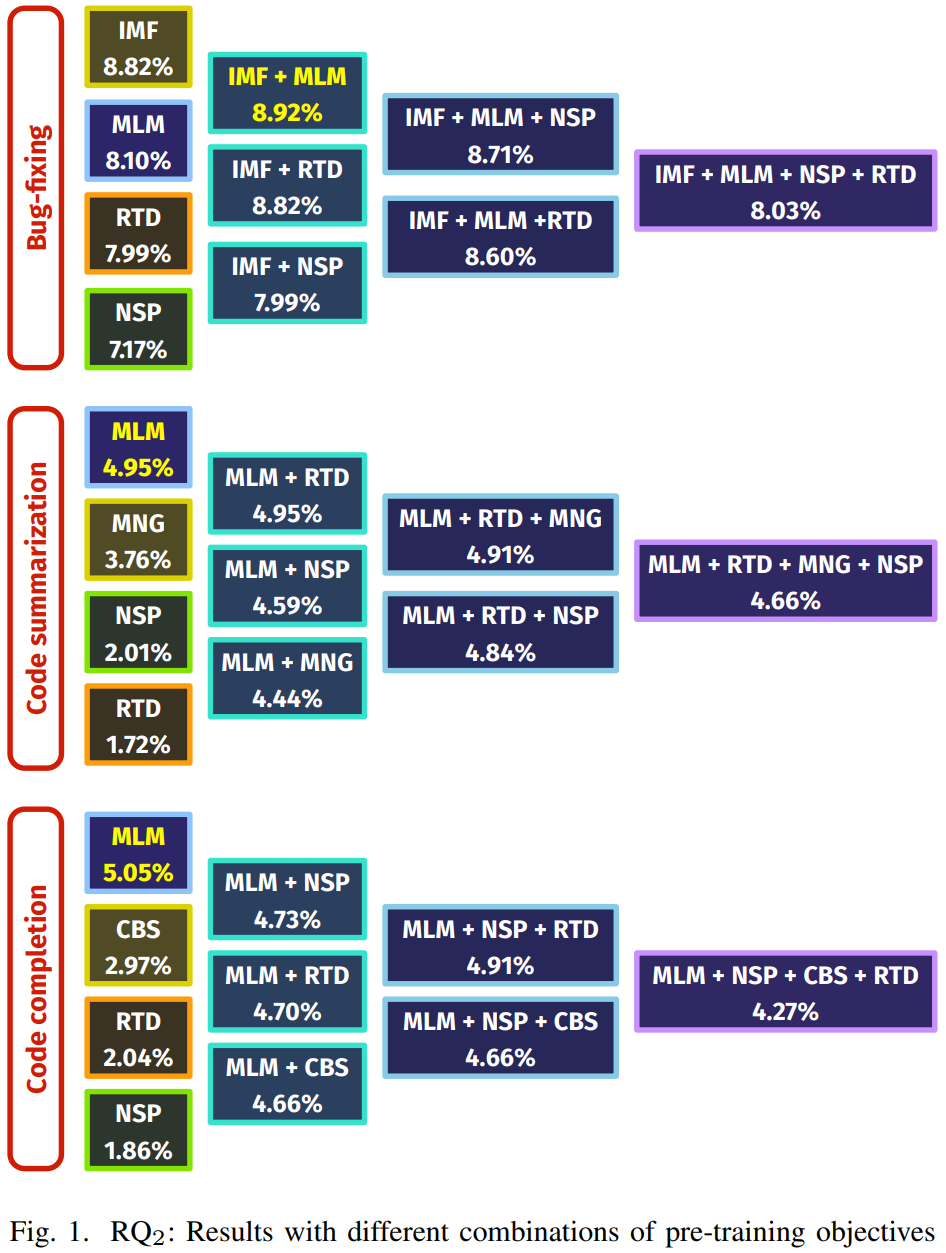 Bug-fixing
IMF
8.82%
MLM
8.10%
RTD
7.99%
NSP
7.17%
IMF + MLM
8.92%
IMF + RTD
8.82%
IMF + NSP
7.99%
IMF + MLM + NSP
8.71%
IMF + MLM +RTD
8.60%
IMF + MLM + NSP + RTD
8.03%
Code summarization
MLM
4.95%
MNG
3.76%
NSP
2.01%
RTD
1.72%
MLM + RTD
4.95%
MLM + NSP
4.59%
MLM + MNG
4.44%
MLM + RTD + MNG
4.91%
MLM + RTD + NSP
4.84%
MLM + RTD + MNG + NSP
4.66%
Code completion
MLM
5.05%
CBS
2.97%
RTD
2.04%
NSP
1.86%
MLM + NSP
4.73%
MLM + RTD
4.70%
MLM + CBS
4.66%
MLM + NSP + RTD
4.91%
MLM + NSP + CBS
4.66%
MLM + NSP + CBS + RTD
4.27%
Fig. 1. RQ₂: Results with different combinations of pre-training objectives